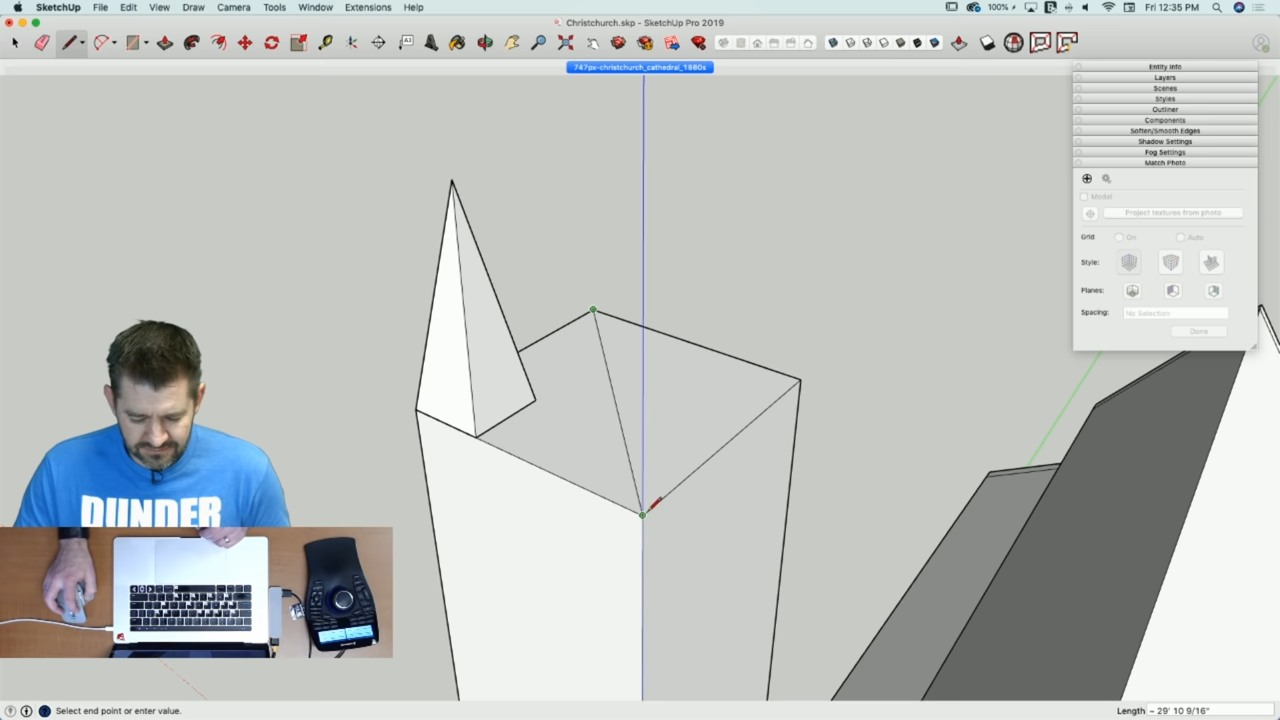 SketchUp File Edit View Draw Camera Tools Window Extensions Help 100% Fri 12:35 PM
Christchurch.skp - SketchUp Pro 2019
747px-christchurch_cathedral_1880s
Entity Info
Layers
Scenes
Styles
Outliner
Components
Soften/Smooth Edges
Shadow Settings
Fog Settings
Match Photo
Model
Project textures from photo
Grid On Auto
Style:
Planes:
Spacing: No Selection
Done
DUNDER
Select end point or enter value. Length ~ 29' 10 9/16"